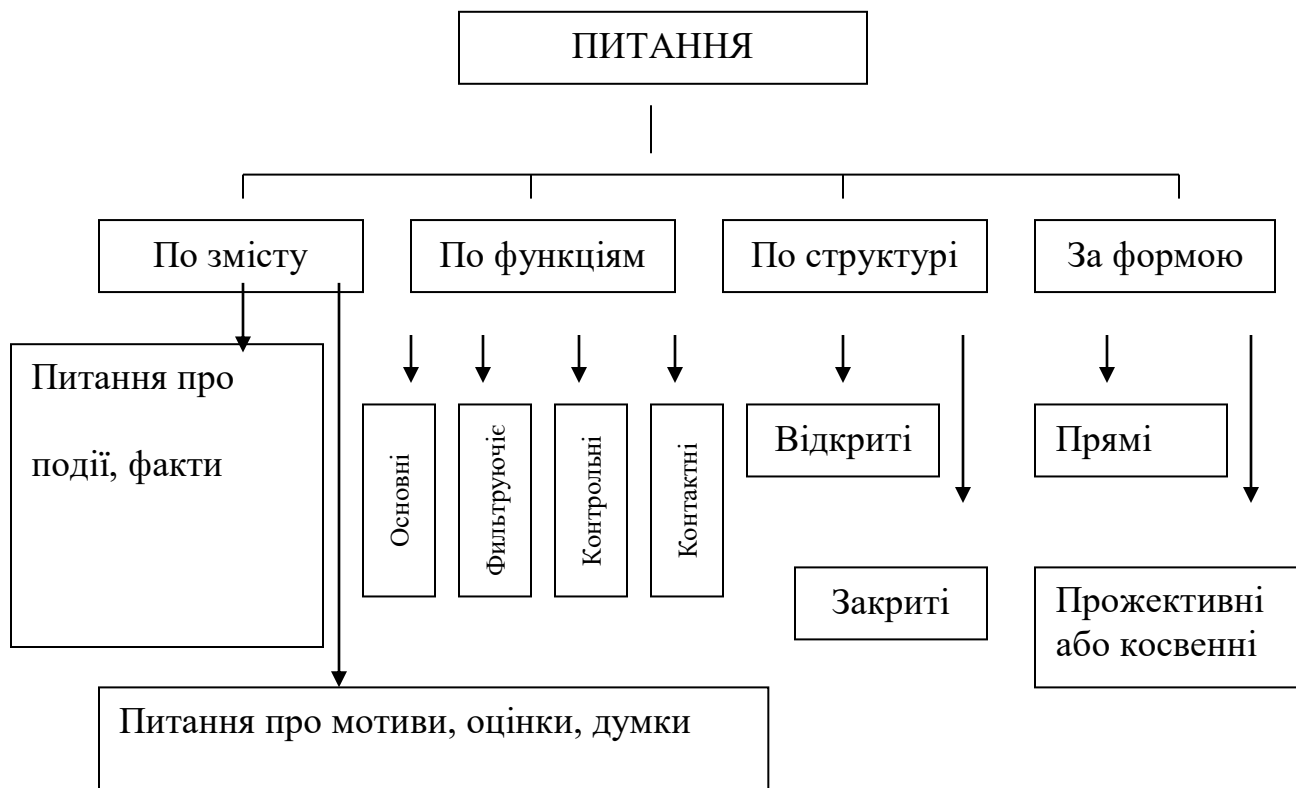 ПИТАННЯ
По змісту
По функціям
По структурі
За формою
Питання про
події, факти
Основні
Фильтруючіє
Контрольні
Контактні
Відкриті
Прямі
Закриті
Прожективні
або косвенні
Питання про мотиви, оцінки, думки